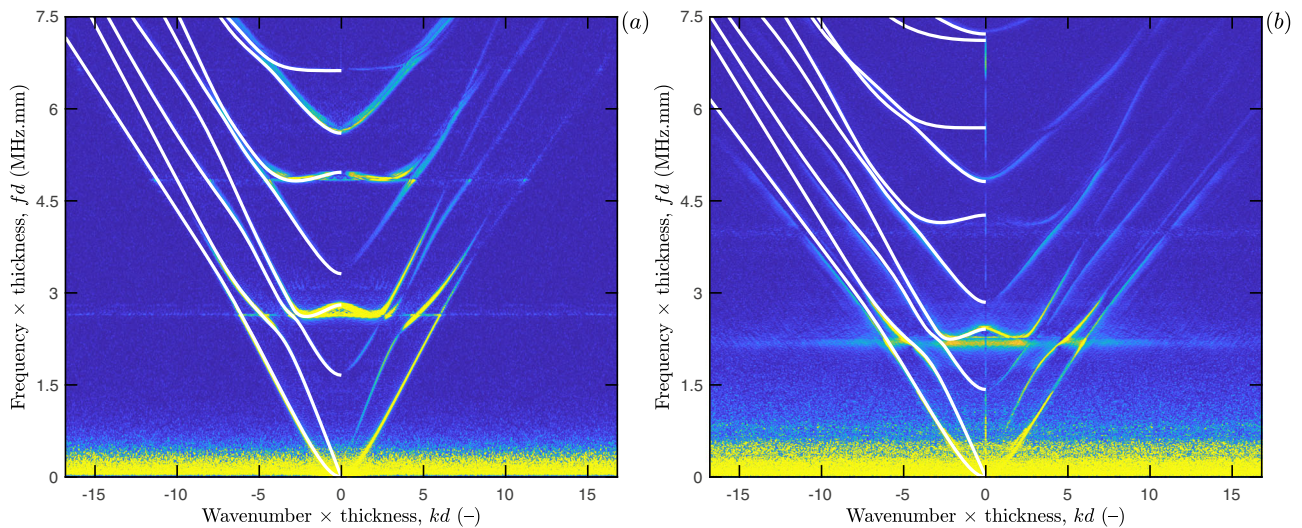 (a)
7.5
6
4.5
3
1.5
0
Frequency × thickness, fd (MHz.mm)
-15 -10 -5 0 5 10 15
Wavenumber × thickness, kd (–)
(b)
7.5
6
4.5
3
1.5
0
Frequency × thickness, fd (MHz.mm)
-15 -10 -5 0 5 10 15
Wavenumber × thickness, kd (–)